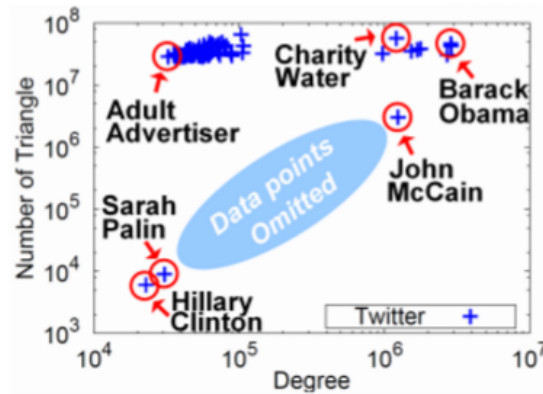 10^8
10^7
10^6
10^5
10^4
10^3
Number of Triangle
Adult
Advertiser
Charity
Water
Barack
Obama
John
McCain
Data points
Omitted
Sarah
Palin
Hillary
Clinton
Twitter
10^4
10^5
10^6
10^7
Degree